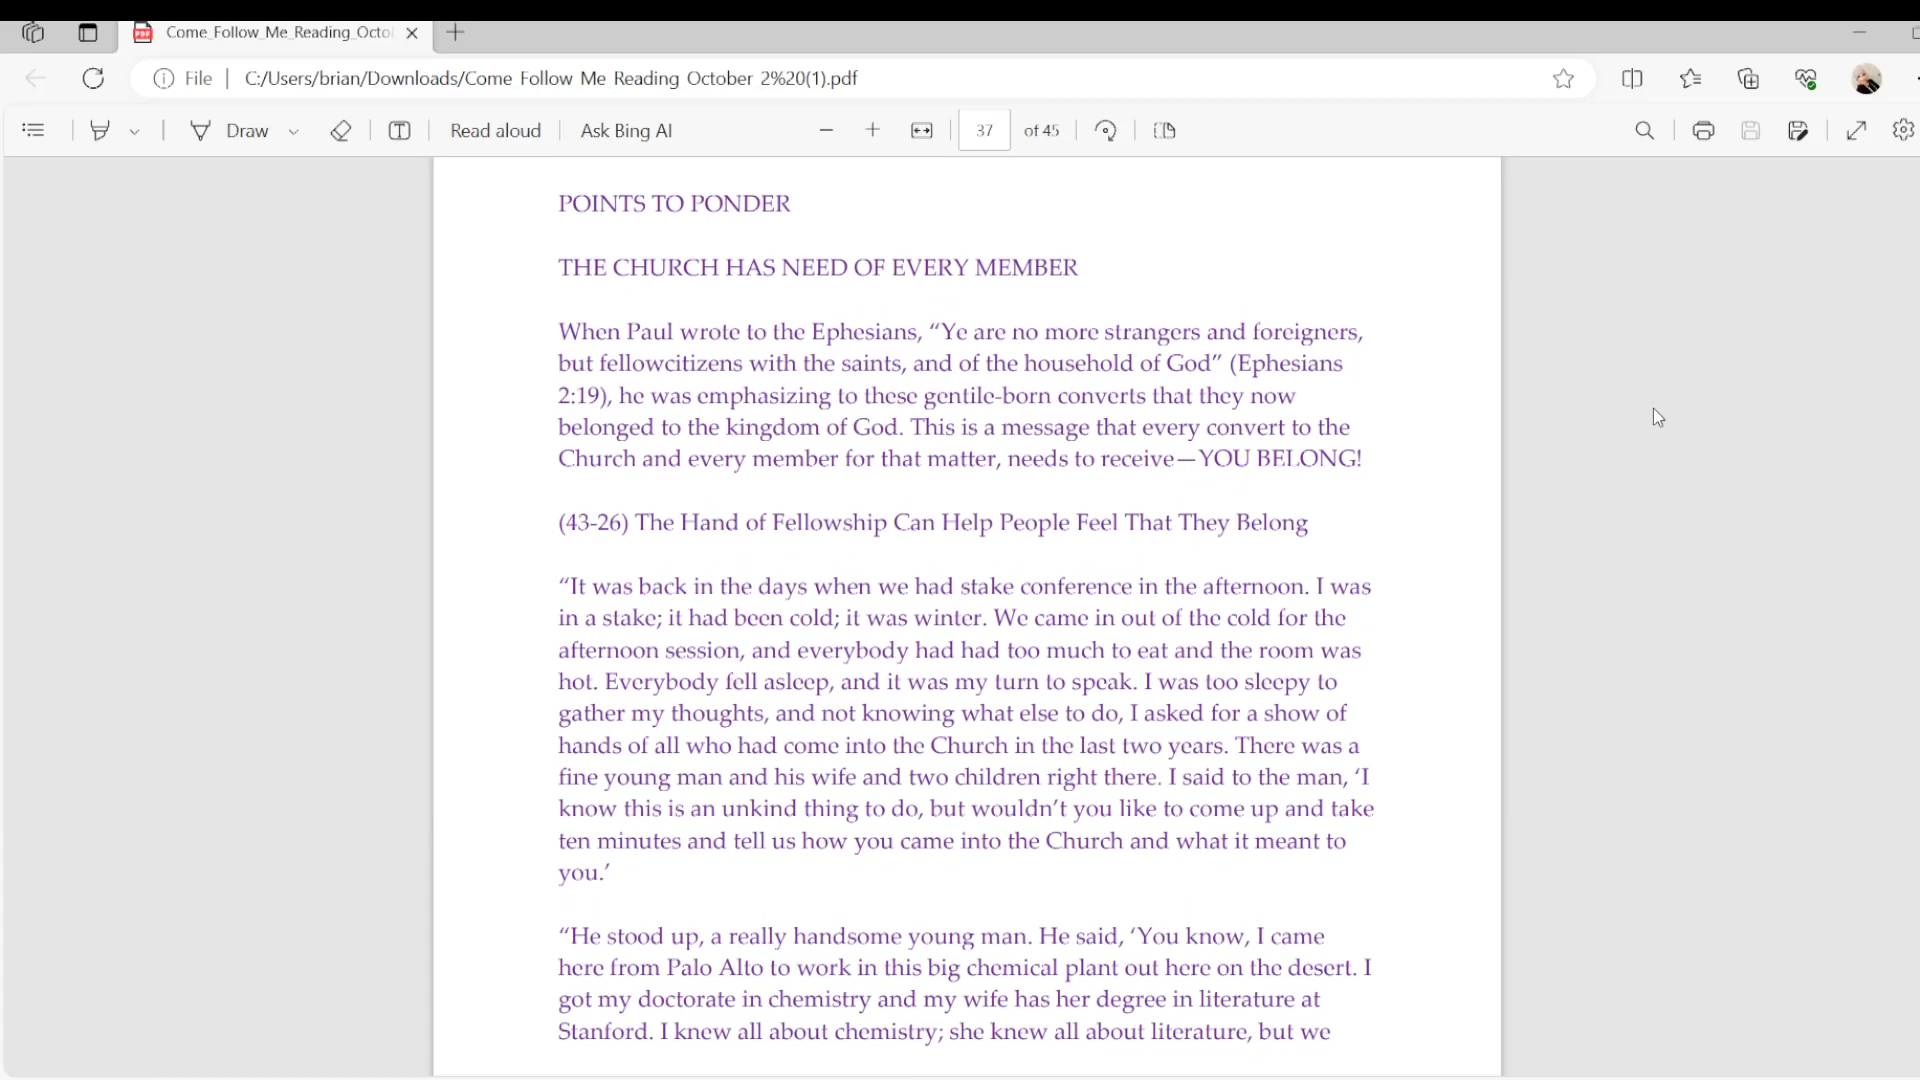 Come_Follow_Me_Reading_Octo
File | C:/Users/brian/Downloads/Come Follow Me Reading October 2%20(1).pdf
Draw Read aloud Ask Bing AI 37 of 45
POINTS TO PONDER
THE CHURCH HAS NEED OF EVERY MEMBER
When Paul wrote to the Ephesians, “Ye are no more strangers and foreigners,
but fellowcitizens with the saints, and of the household of God” (Ephesians
2:19), he was emphasizing to these gentile-born converts that they now
belonged to the kingdom of God. This is a message that every convert to the
Church and every member for that matter, needs to receive—YOU BELONG!
(43-26) The Hand of Fellowship Can Help People Feel That They Belong
“It was back in the days when we had stake conference in the afternoon. I was
in a stake; it had been cold; it was winter. We came in out of the cold for the
afternoon session, and everybody had had too much to eat and the room was
hot. Everybody fell asleep, and it was my turn to speak. I was too sleepy to
gather my thoughts, and not knowing what else to do, I asked for a show of
hands of all who had come into the Church in the last two years. There was a
fine young man and his wife and two children right there. I said to the man, ‘I
know this is an unkind thing to do, but wouldn’t you like to come up and take
ten minutes and tell us how you came into the Church and what it meant to
you.’
“He stood up, a really handsome young man. He said, ‘You know, I came
here from Palo Alto to work in this big chemical plant out here on the desert. I
got my doctorate in chemistry and my wife has her degree in literature at
Stanford. I knew all about chemistry; she knew all about literature, but we